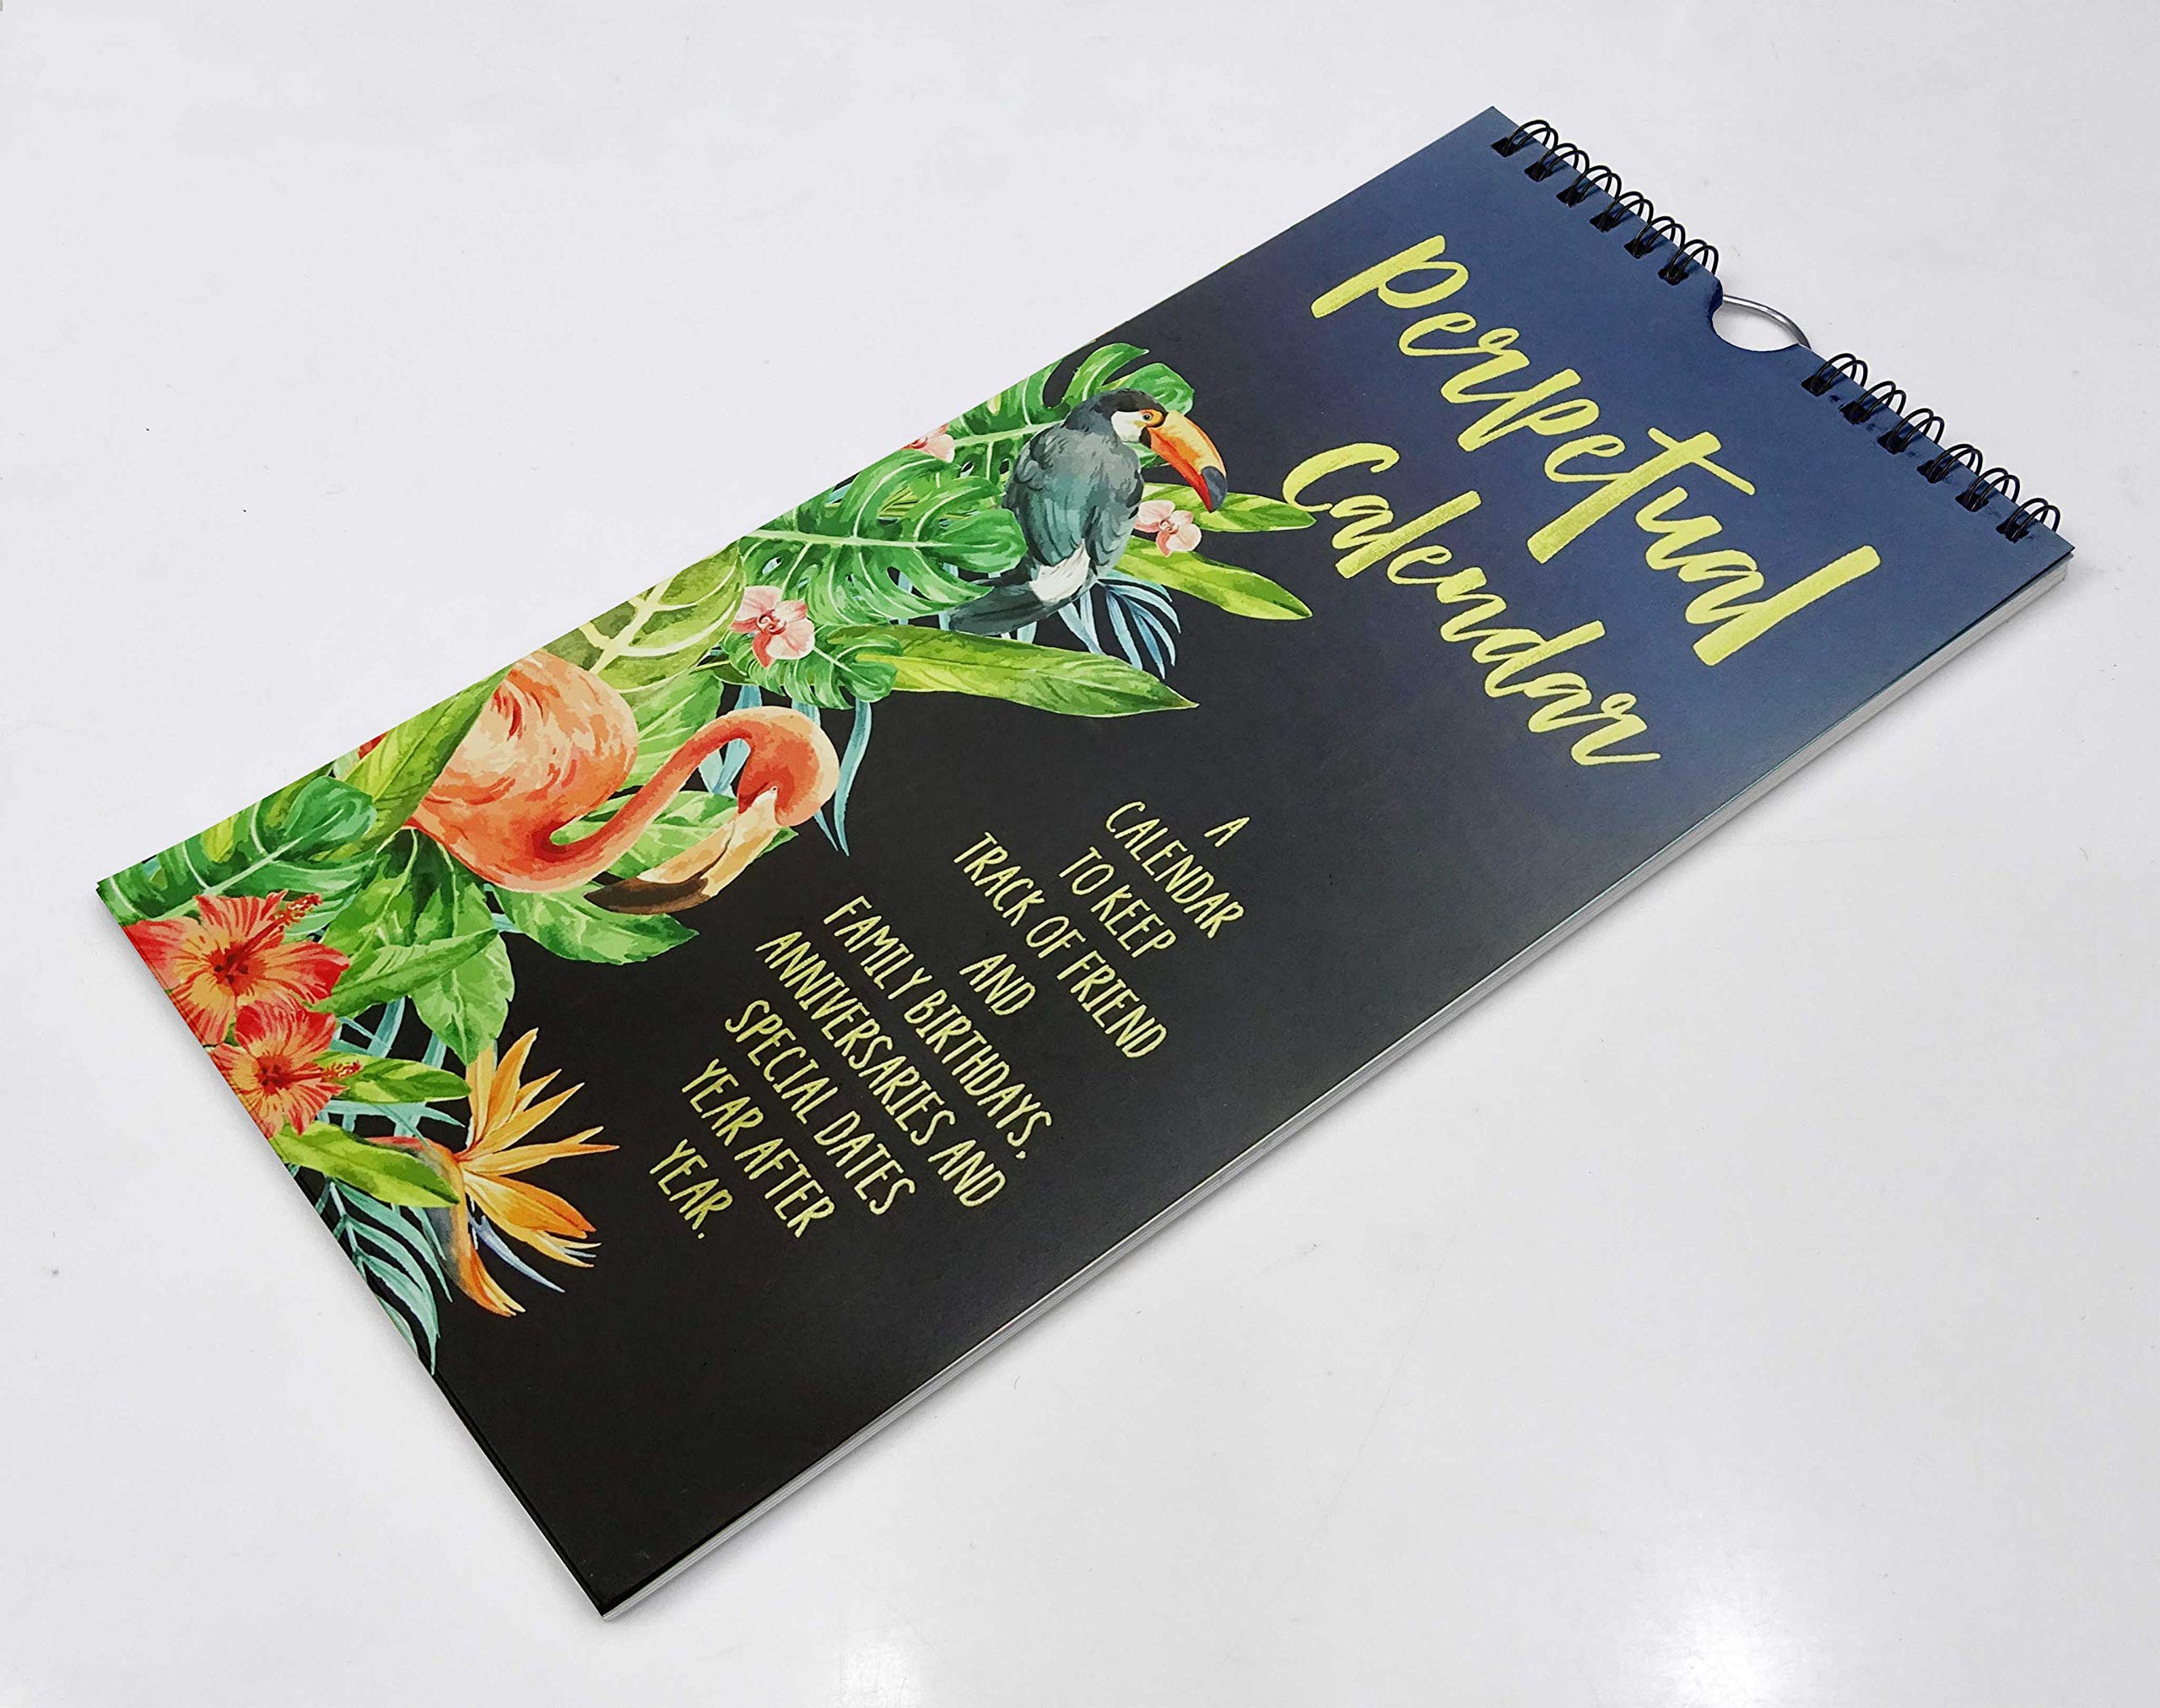 perpetual
Calendar
A
CALENDAR
TO KEEP
TRACK OF FRIEND
AND
FAMILY BIRTHDAYS,
ANNIVERSARIES AND
SPECIAL DATES
YEAR AFTER
YEAR.